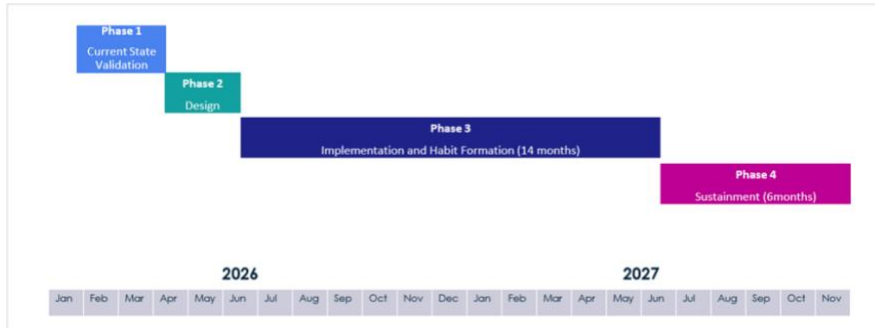 Phase 1
Current State
Validation
Phase 2
Design
Phase 3
Implementation and Habit Formation (14 months)
Phase 4
Sustainment (6months)
2026 2027
Jan Feb Mar Apr May Jun Jul Aug Sep Oct Nov Dec Jan Feb Mar Apr May Jun Jul Aug Sep Oct Nov